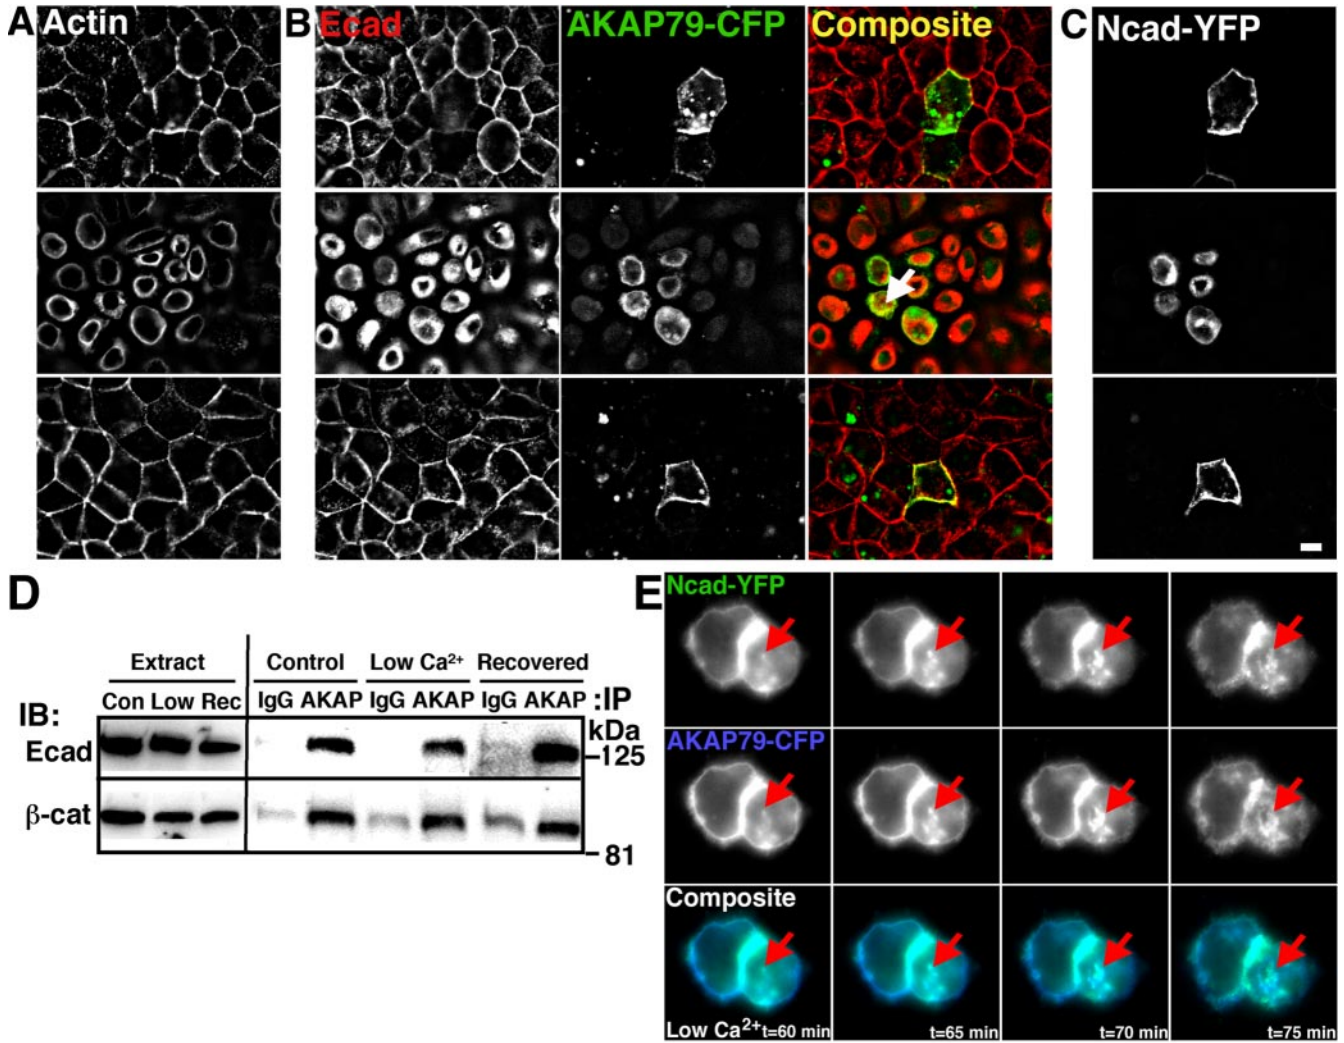 A Actin B Ecad AKAP79-CFP Composite C Ncad-YFP
D
Extract Control Low Ca²⁺ Recovered
Con Low Rec IgG AKAP IgG AKAP IgG AKAP :IP
IB:
kDa
Ecad
125
β-cat
81
E Ncad-YFP
AKAP79-CFP
Composite
Low Ca²⁺ t=60 min t=65 min t=70 min t=75 min